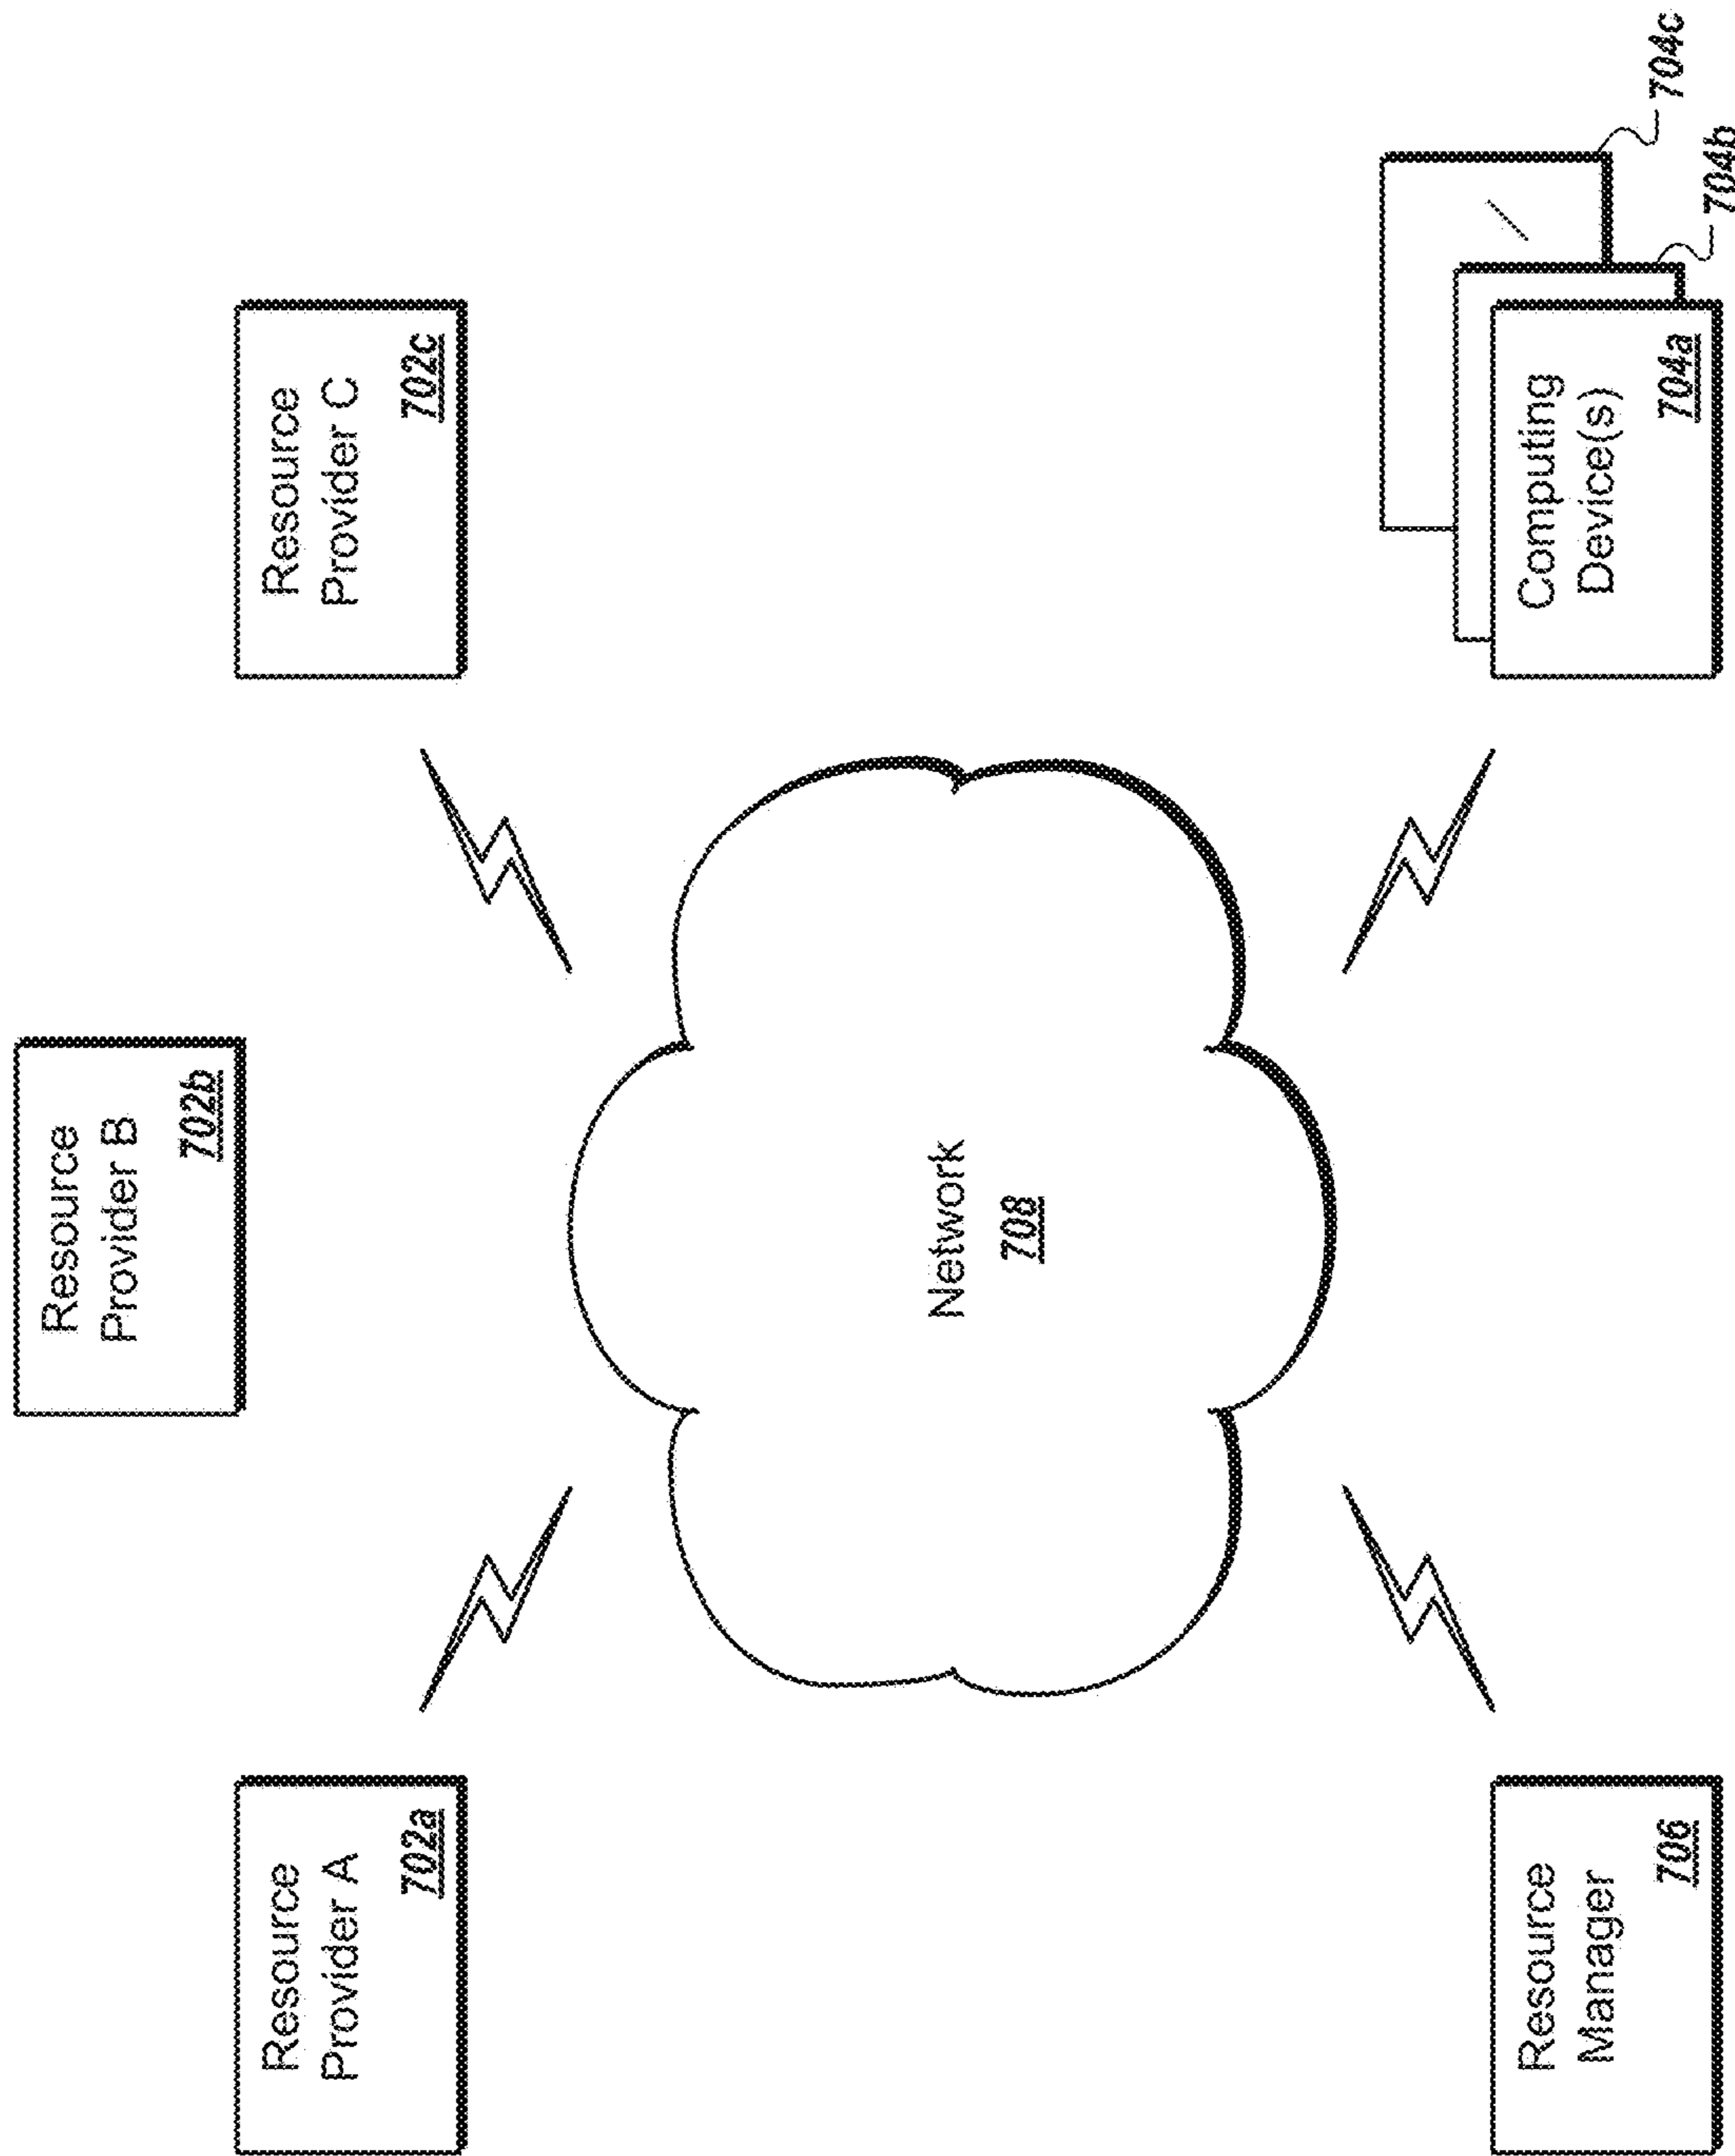 Resource
Provider B
702b
Resource
Provider A
702a
Resource
Provider C
702c
Network
708
Resource
Manager
706
Computing
Device(s)
704a
704b
704c